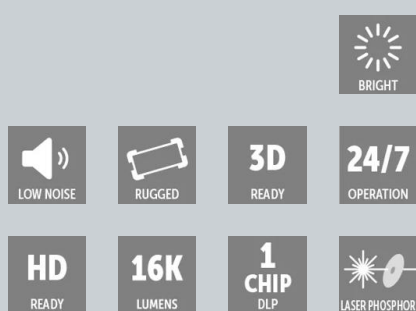 BRIGHT
LOW NOISE
RUGGED
3D
READY
24/7
OPERATION
HD
READY
16K
LUMENS
1
CHIP
DLP
LASER PHOSPHOR